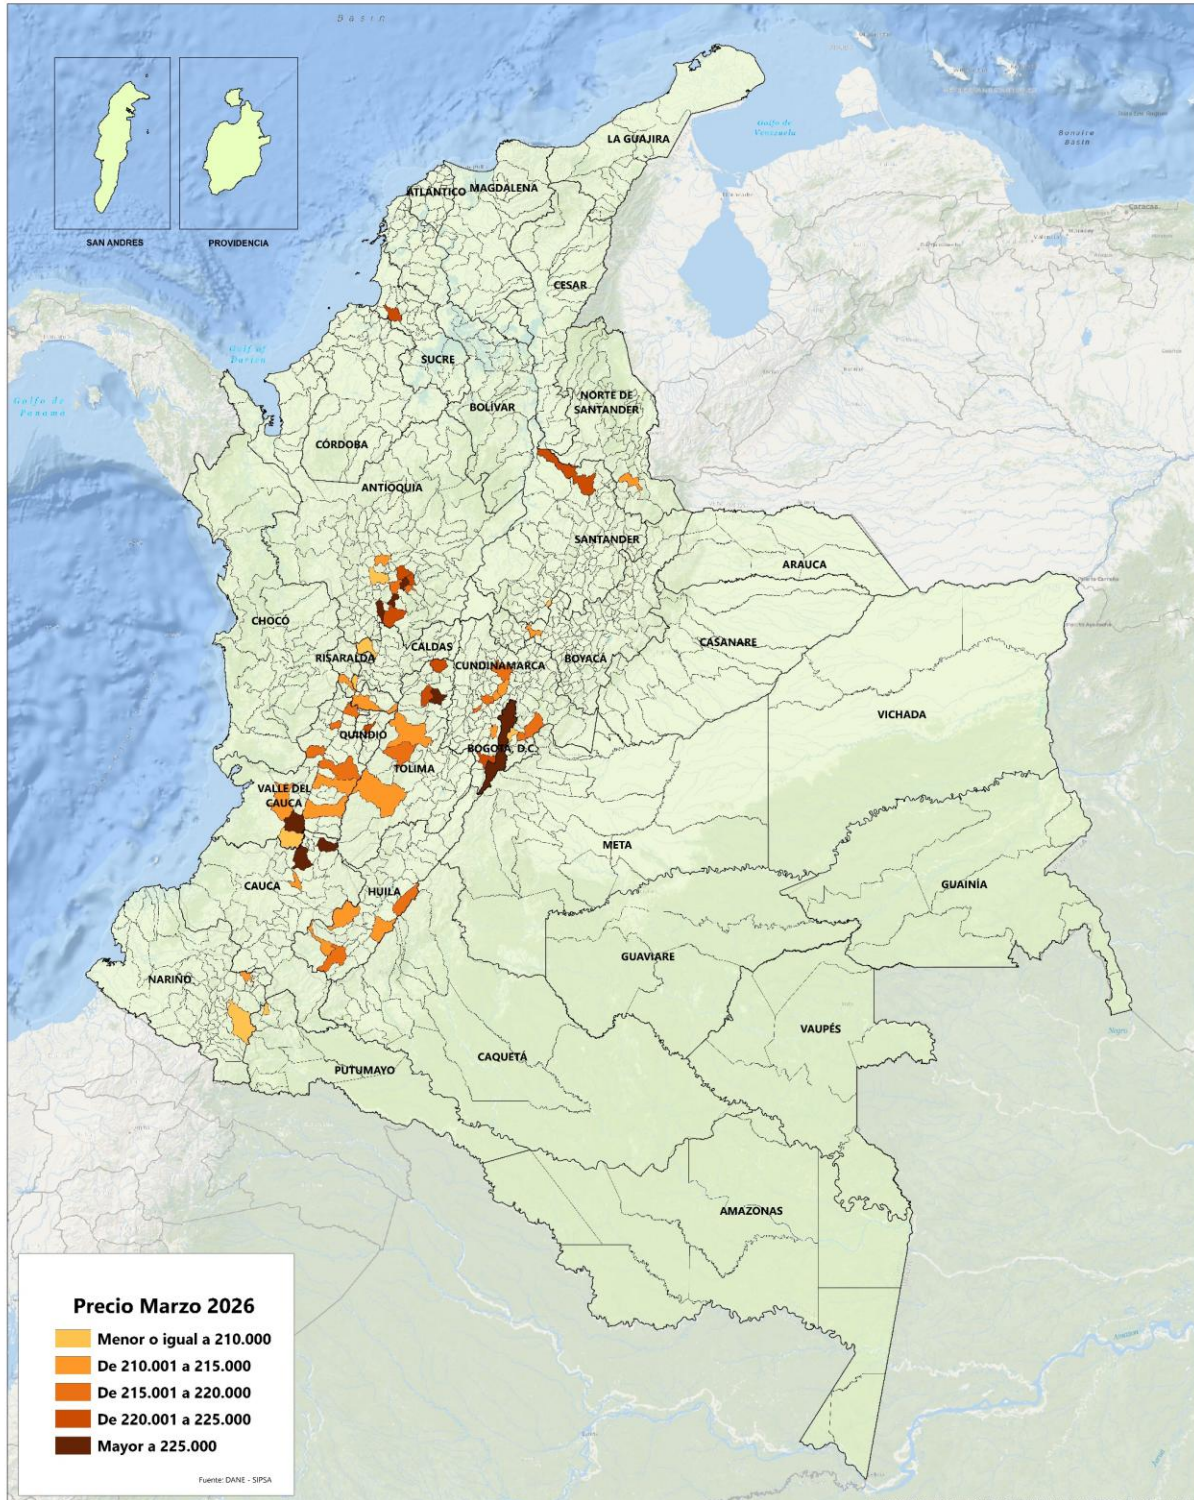 Basin
SAN ANDRES
PROVIDENCIA
LA GUAJIRA
Golfo de
Venezuela
Caracas
ATLÁNTICO
MAGDALENA
CESAR
Golfo de
Panamá
SUCRE
NORTE DE
SANTANDER
BOLÍVAR
CÓRDOBA
ANTIOQUIA
SANTANDER
ARAUCA
CHOCÓ
CALDAS
RISARALDA
CUNDINAMARCA
BOYACÁ
CASANARE
VICHADA
QUINDIO
BOGOTÁ, D.C.
TOLIMA
VALLE DEL
CAUCA
META
CAUCA
HUILA
GUAINÍA
GUAVIARE
NARIÑO
VAUPÉS
CAQUETÁ
PUTUMAYO
AMAZONAS
Precio Marzo 2026
Menor o igual a 210.000
De 210.001 a 215.000
De 215.001 a 220.000
De 220.001 a 225.000
Mayor a 225.000
Fuente: DANE - SIPSA